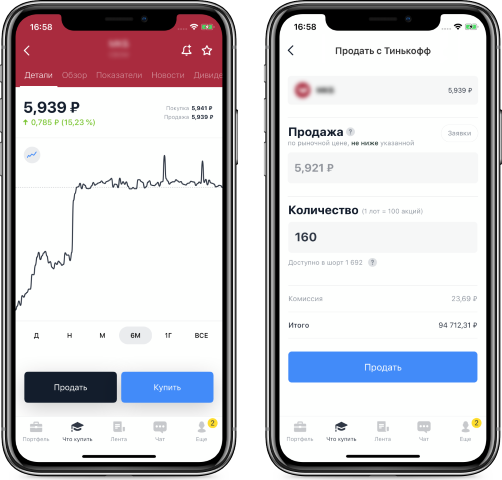 16:58
Детали Обзор Показатели Новости Дивиде
5,939 ₽
↑ 0,785 ₽ (15,23 %)
Покупка 5,941 ₽
Продажа 5,939 ₽
Д Н М 6М 1Г ВСЕ
Продать Купить
Портфель Что купить Лента Чат Еще
2
16:58
Продать с Тинькофф
5,939 ₽
Продажа ?
Заявки
по рыночной цене, не ниже указанной
5,921 ₽
Количество (1 лот = 100 акций)
160
Доступно в шорт 1 692 ?
Комиссия 23,69 ₽
Итого 94 712,31 ₽
Продать
Портфель Что купить Лента Чат Еще
2